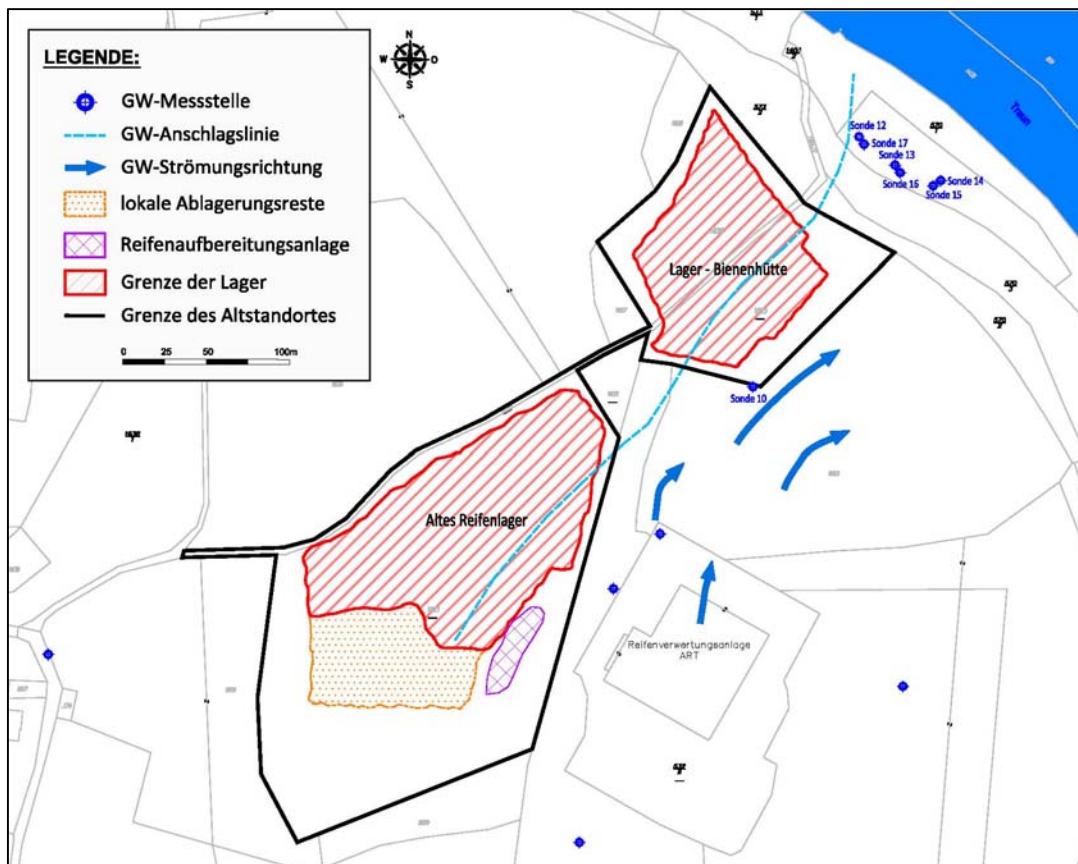 LEGENDE:
GW-Messstelle
GW-Anschlagslinie
GW-Strömungsrichtung
lokale Ablagerungsreste
Reifenaufbereitungsanlage
Grenze der Lager
Grenze des Altstandortes
0 25 50 100m
N
W O
S
Traun
Sonde 12
Sonde 17
Sonde 13
Sonde 14
Sonde 16
Sonde 15
Lager - Bienenhütte
Sonde 10
Altes Reifenlager
Reifenverwertungsanlage
ART